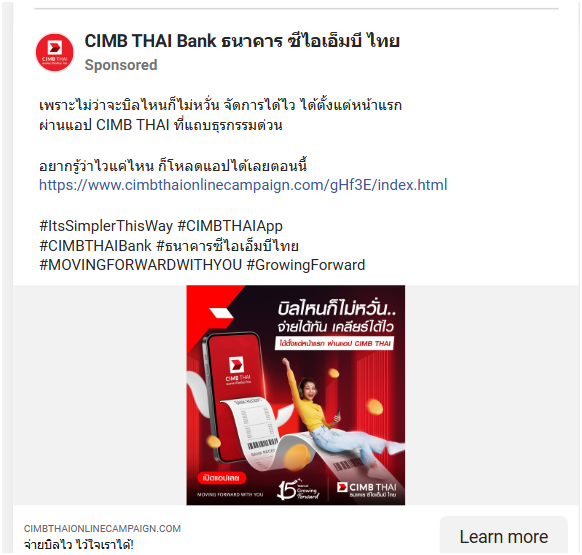 CIMB THAI Bank ธนาคาร ซีไอเอ็มบี ไทย
Sponsored
เพราะไม่ว่าจะบิลไหนก็ไม่หวั่น จัดการได้ไว ได้ตั้งแต่หน้าแรก
ผ่านแอป CIMB THAI ที่แถบธุรกรรมด่วน
อยากรู้ว่าไวแค่ไหน ก็โหลดแอปได้เลยตอนนี้
https://www.cimbthaionlinecampaign.com/gHf3E/index.html
#ItsSimplerThisWay #CIMBTHAIApp
#CIMBTHAIBank #ธนาคารซีไอเอ็มบีไทย
#MOVINGFORWARDWITHYOU #GrowingForward
บิลไหนก็ไม่หวั่น..
จ่ายได้ทัน เคลียร์ได้ไว
ได้ตั้งแต่หน้าแรก ผ่านแอป CIMB THAI
CIMB THAI
เปิดแอปเลย
MOVING FORWARD WITH YOU
15 Years of Growing Forward
CIMB THAI
ธนาคาร ซีไอเอ็มบี ไทย
CIMBTHAIONLINECAMPAIGN.COM
จ่ายบิลไว ไว้ใจเราได้!
Learn more